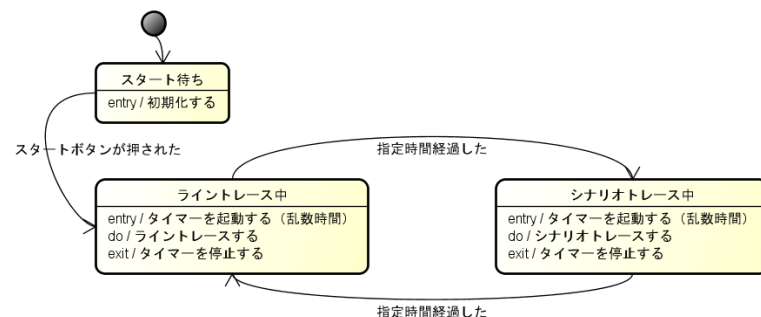 スタート待ち
entry / 初期化する
スタートボタンが押された
指定時間経過した
ライントレース中
entry / タイマーを起動する（乱数時間）
do / ライントレースする
exit / タイマーを停止する
シナリオトレース中
entry / タイマーを起動する（乱数時間）
do / シナリオトレースする
exit / タイマーを停止する
指定時間経過した